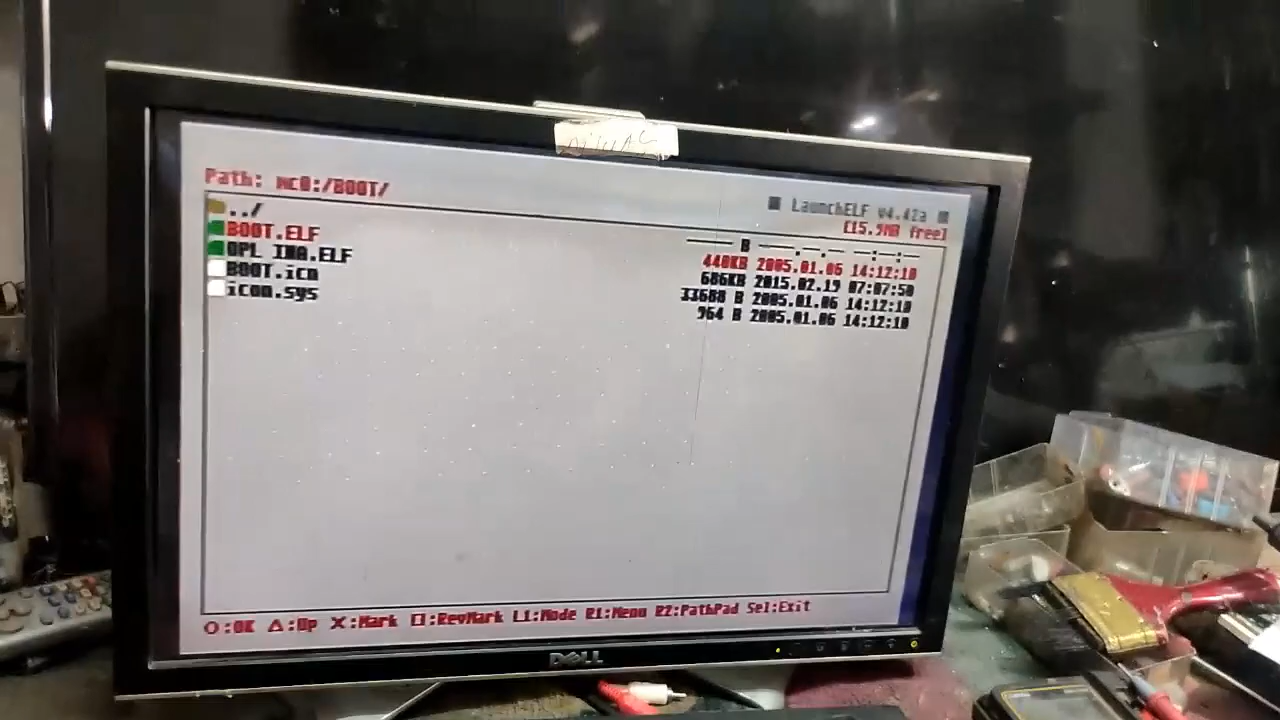 Path: mc0:/BOOT/
■ LaunchELF v4.42a ■
[15.9MB free]
../
BOOT.ELF 440KB 2005.01.06 14:12:10
OPL INA.ELF 686KB 2015.02.19 07:07:50
BOOT.icn 33688 B 2005.01.06 14:12:10
icon.sys 964 B 2005.01.06 14:12:10
O:OK △:Up X:Mark □:RevMark L1:Mode R1:Menu R2:PathPad Sel:Exit
DELL